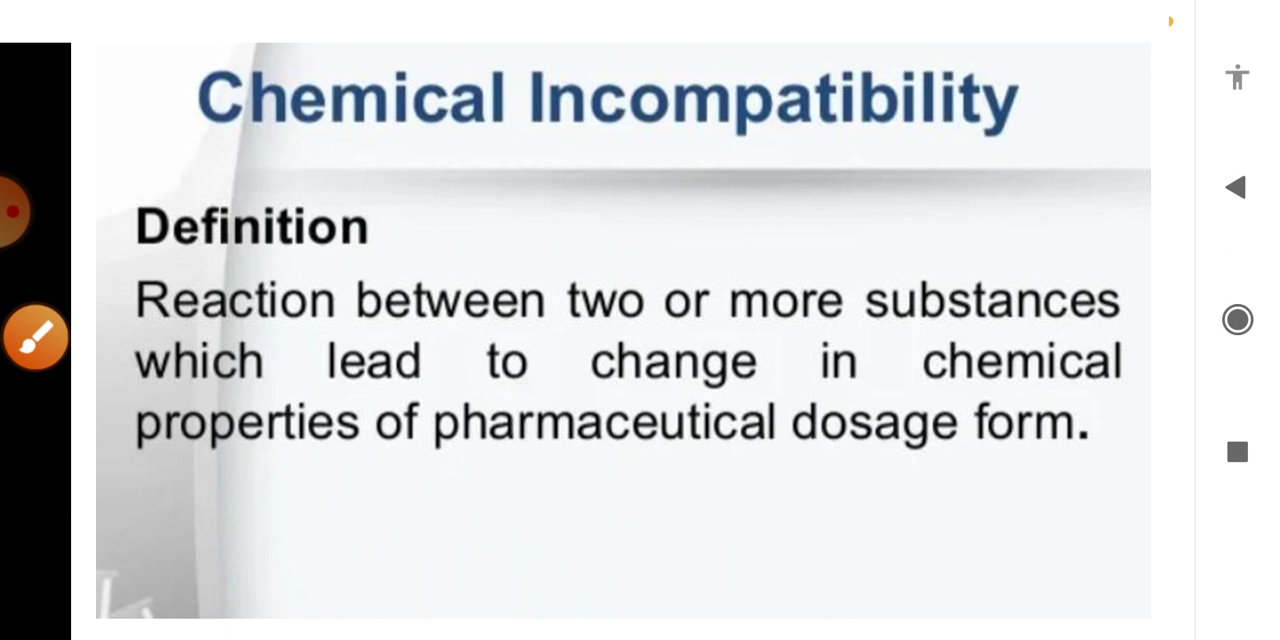 Chemical Incompatibility
Definition
Reaction between two or more substances
which lead to change in chemical
properties of pharmaceutical dosage form.